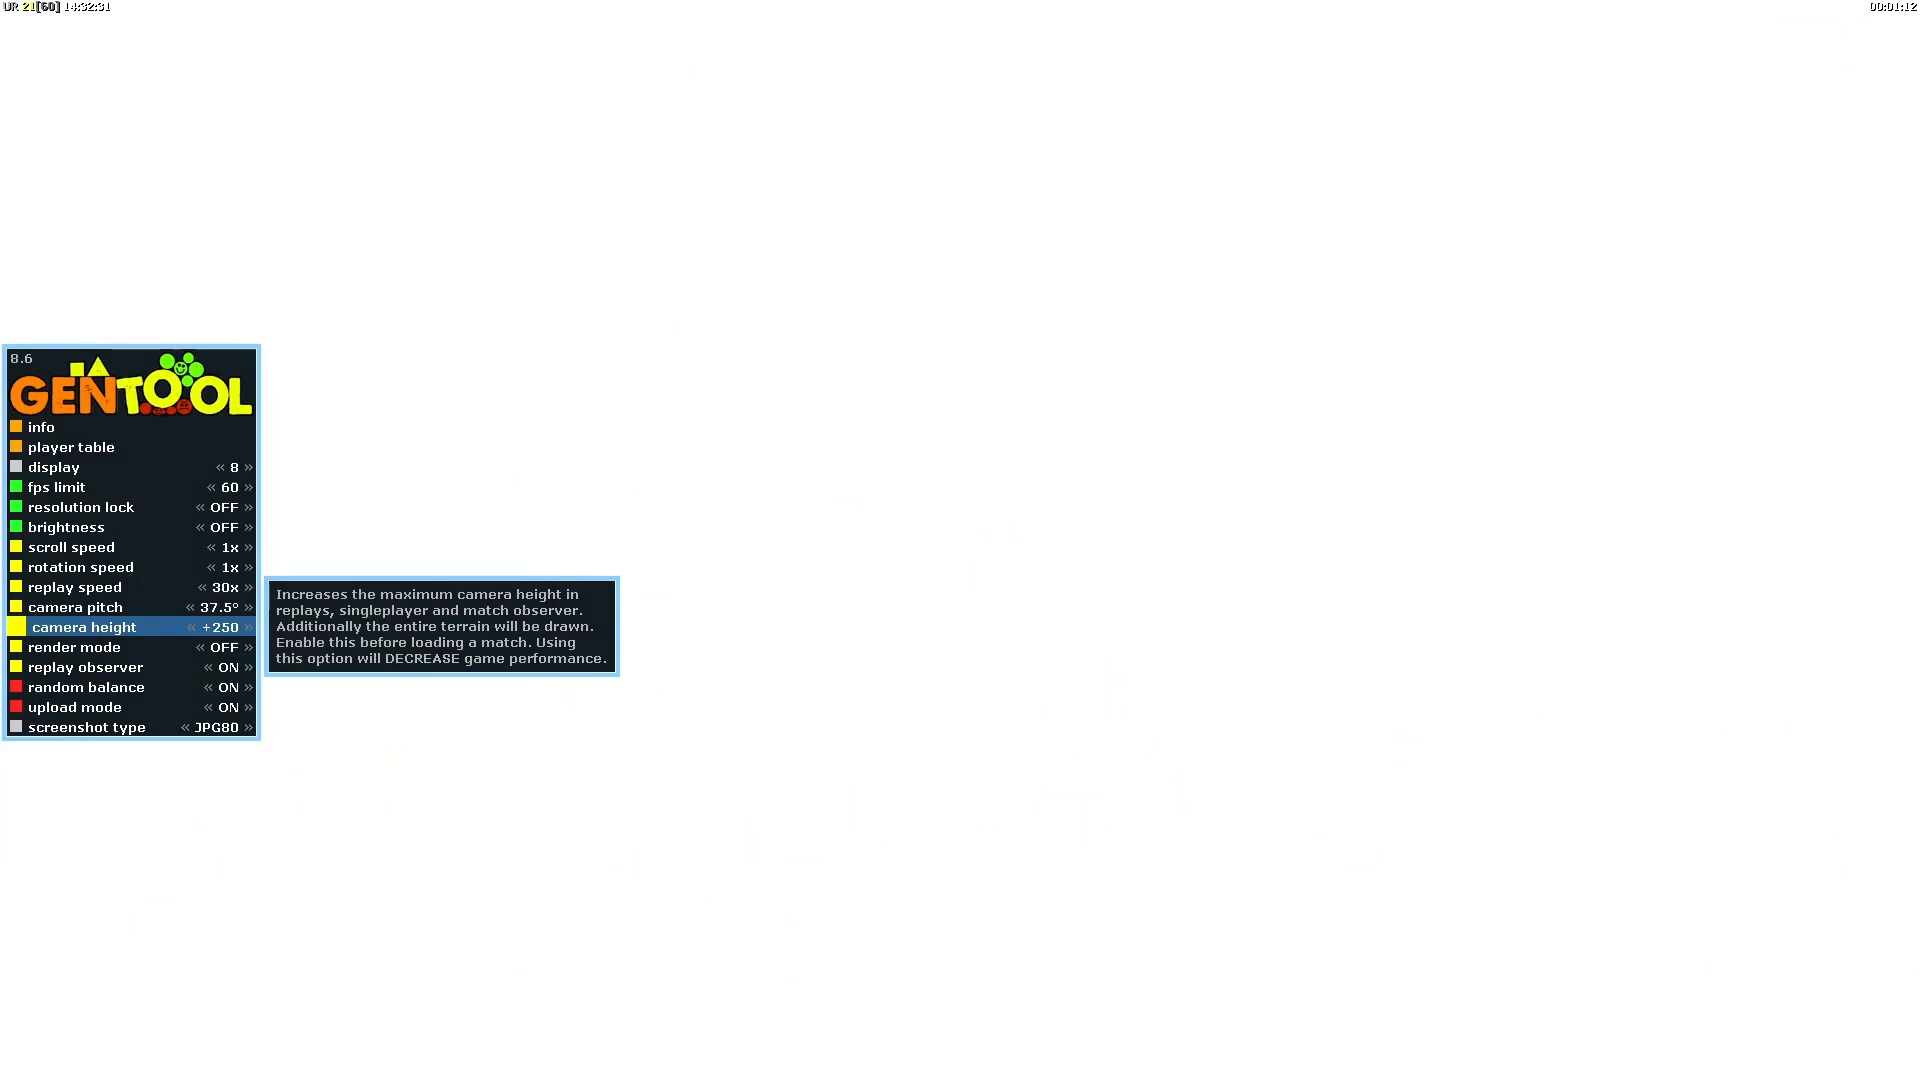 UR 21[60] 14:32:31
00:01:12
8.6
GENTOOL
info
player table
display « 8 »
fps limit « 60 »
resolution lock « OFF »
brightness « OFF »
scroll speed « 1x »
rotation speed « 1x »
replay speed « 30x »
camera pitch « 37.5° »
camera height « +250 »
render mode « OFF »
replay observer « ON »
random balance « ON »
upload mode « ON »
screenshot type « JPG80 »
Increases the maximum camera height in
replays, singleplayer and match observer.
Additionally the entire terrain will be drawn.
Enable this before loading a match. Using
this option will DECREASE game performance.